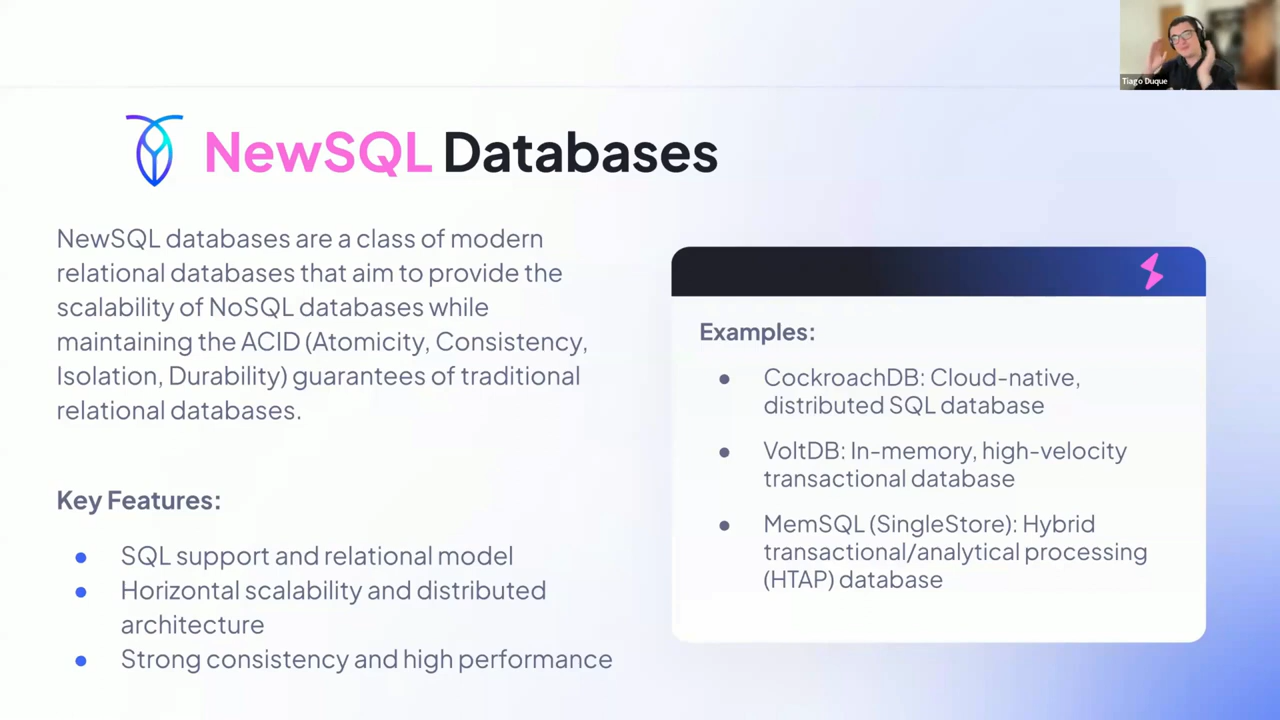 Tiago Duque
NewSQL Databases
NewSQL databases are a class of modern
relational databases that aim to provide the
scalability of NoSQL databases while
maintaining the ACID (Atomicity, Consistency,
Isolation, Durability) guarantees of traditional
relational databases.
Key Features:
● SQL support and relational model
● Horizontal scalability and distributed
architecture
● Strong consistency and high performance
Examples:
● CockroachDB: Cloud-native,
distributed SQL database
● VoltDB: In-memory, high-velocity
transactional database
● MemSQL (SingleStore): Hybrid
transactional/analytical processing
(HTAP) database